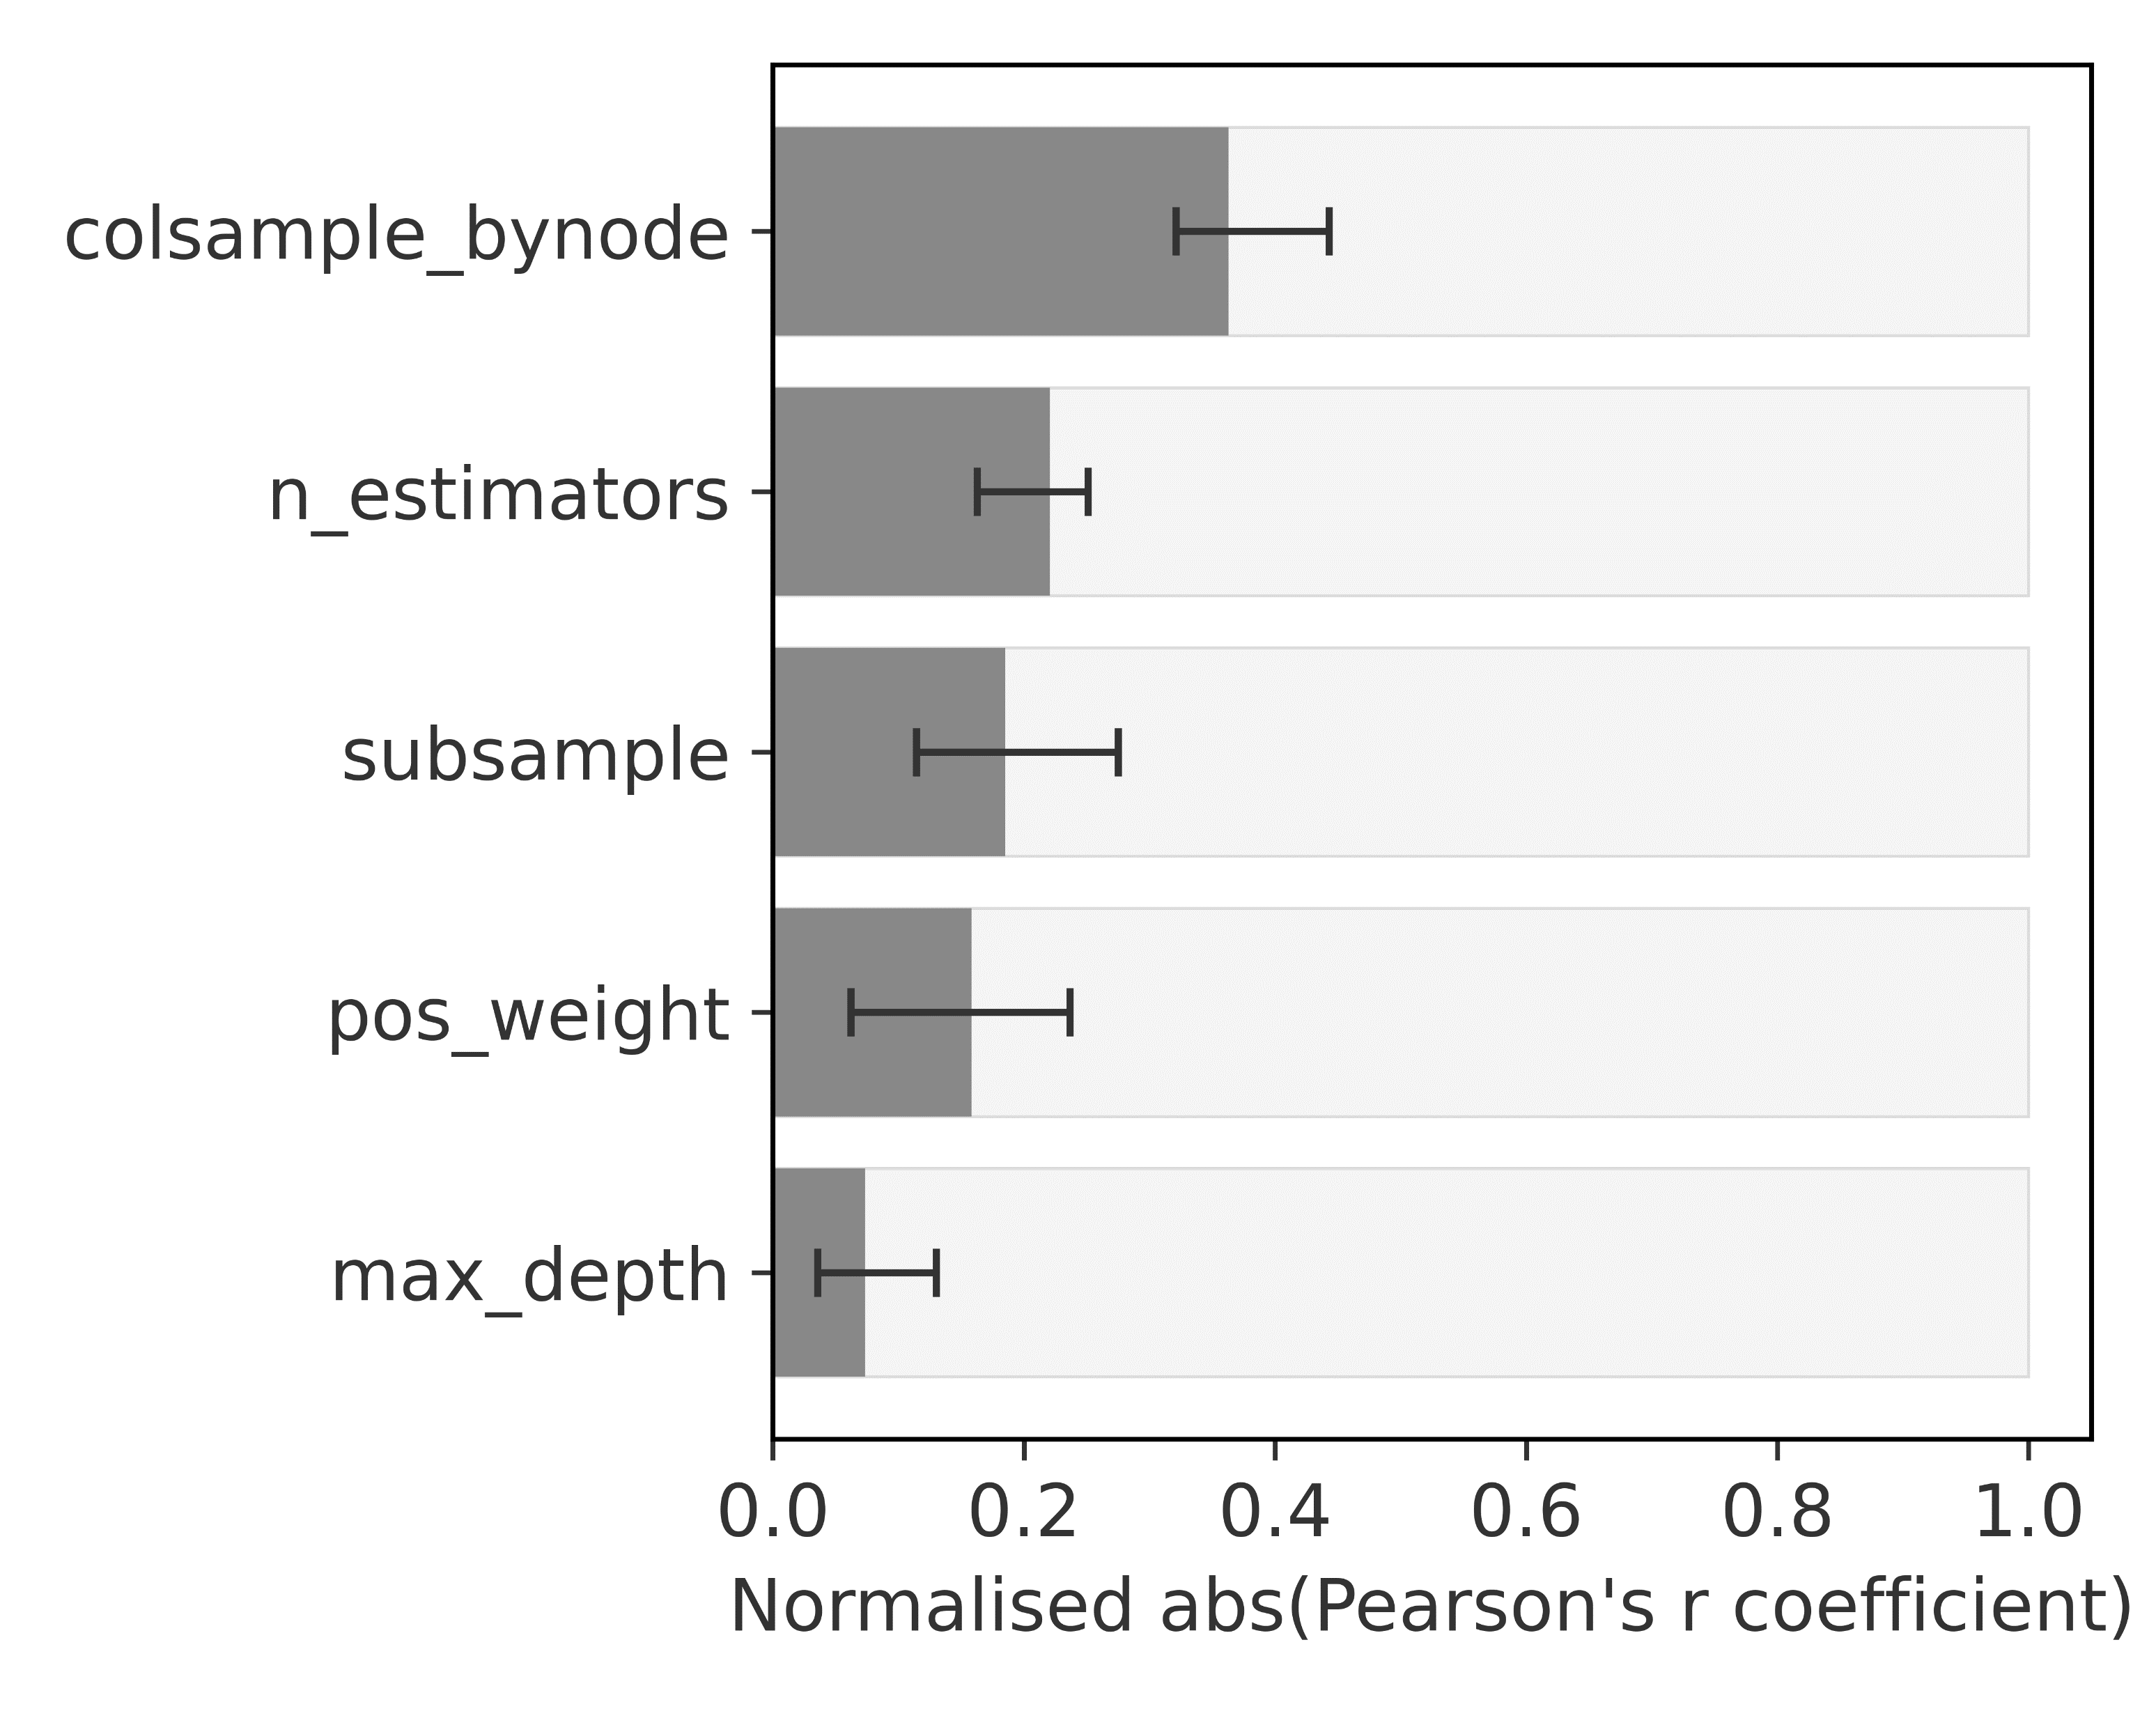 colsample_bynode
n_estimators
subsample
pos_weight
max_depth
0.0 0.2 0.4 0.6 0.8 1.0
Normalised abs(Pearson's r coefficient)